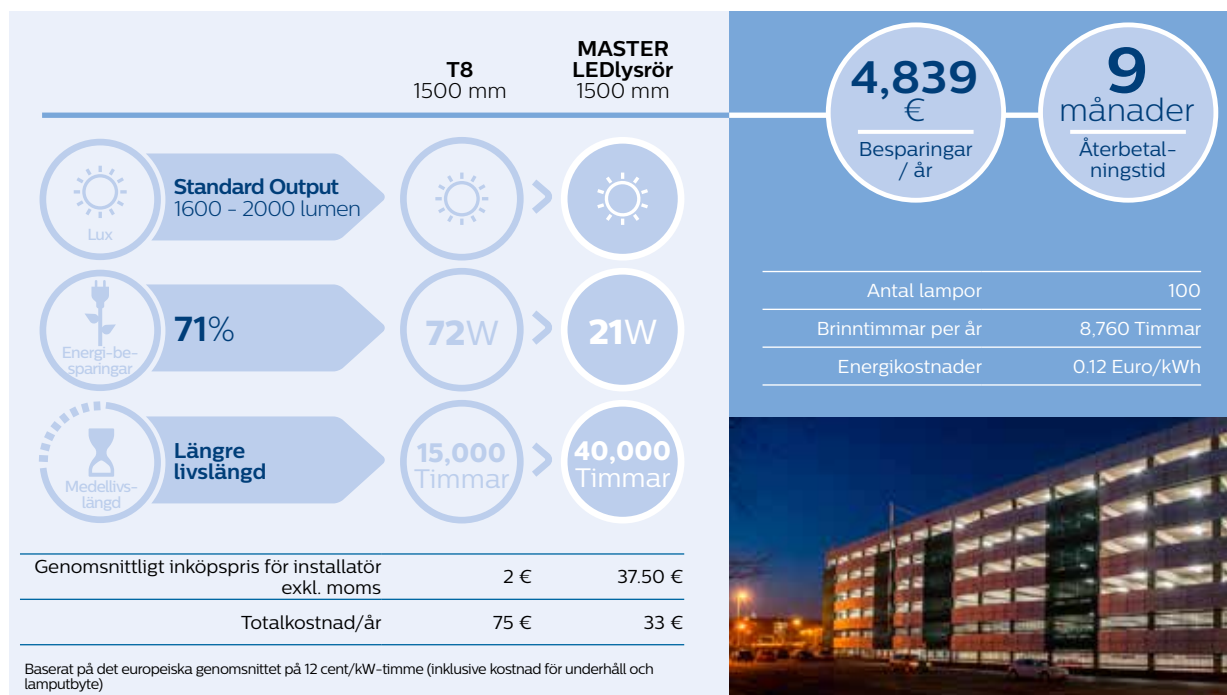 T8
1500 mm
MASTER
LEDlysrör
1500 mm
Lux
Standard Output
1600 - 2000 lumen
Energi-be-
sparingar
71%
72W
>
21W
Medellivs-
längd
Längre
livslängd
15,000
Timmar
>
40,000
Timmar
Genomsnittligt inköpspris för installatör
exkl. moms
2 €
37.50 €
Totalkostnad/år
75 €
33 €
Baserat på det europeiska genomsnittet på 12 cent/kW-timme (inklusive kostnad för underhåll och
lamputbyte)
4,839
€
Besparingar
/ år
9
månader
Återbetal-
ningstid
Antal lampor
100
Brinntimmar per år
8,760 Timmar
Energikostnader
0.12 Euro/kWh